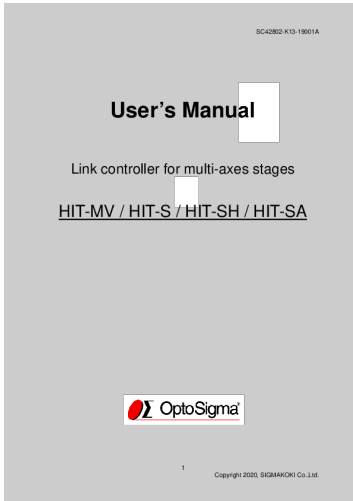 SC42802-K13-19001A
User's Manual
Link controller for multi-axes stages
HIT-MV / HIT-S / HIT-SH / HIT-SA
OptoSigma
1
Copyright 2020, SIGMAKOKI Co.,Ltd.